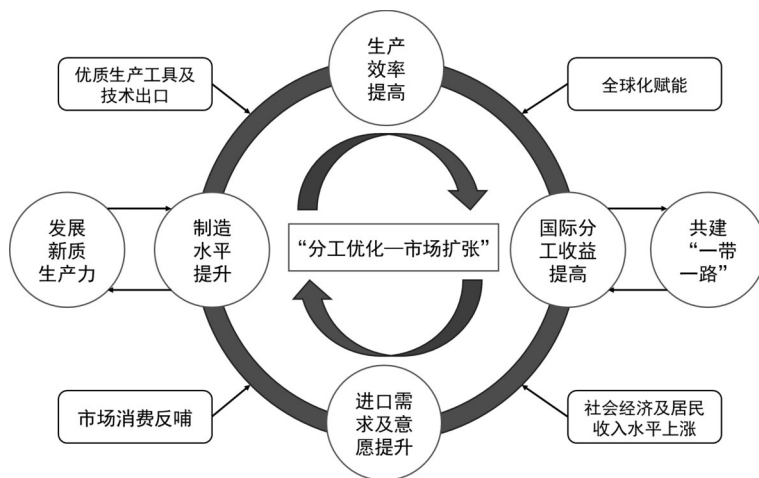 生产
效率
提高
优质生产工具及
技术出口
全球化赋能
发展
新质
生产力
制造
水平
提升
“分工优化—市场扩张”
国际分
工收益
提高
共建
“一带
一路”
市场消费反哺
进口需
求及意
愿提升
社会经济及居民
收入水平上涨